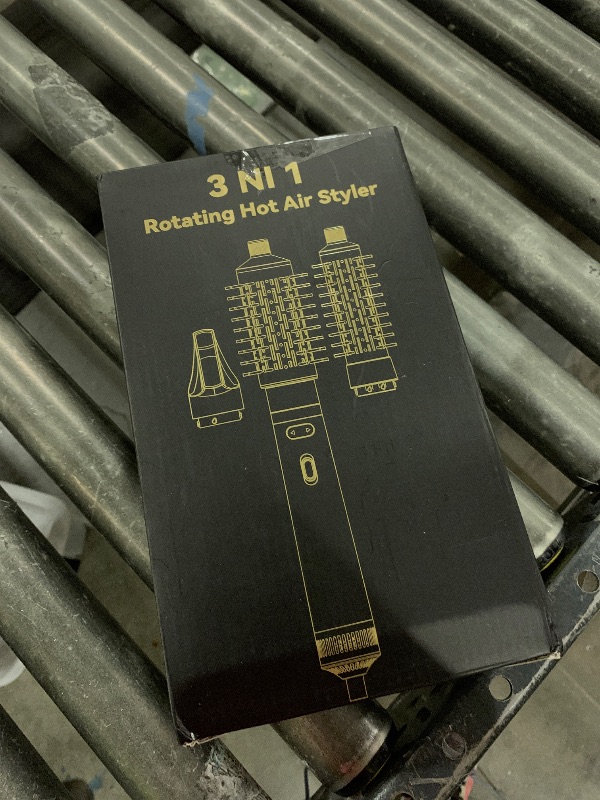 3 NI 1
Rotating Hot Air Styler